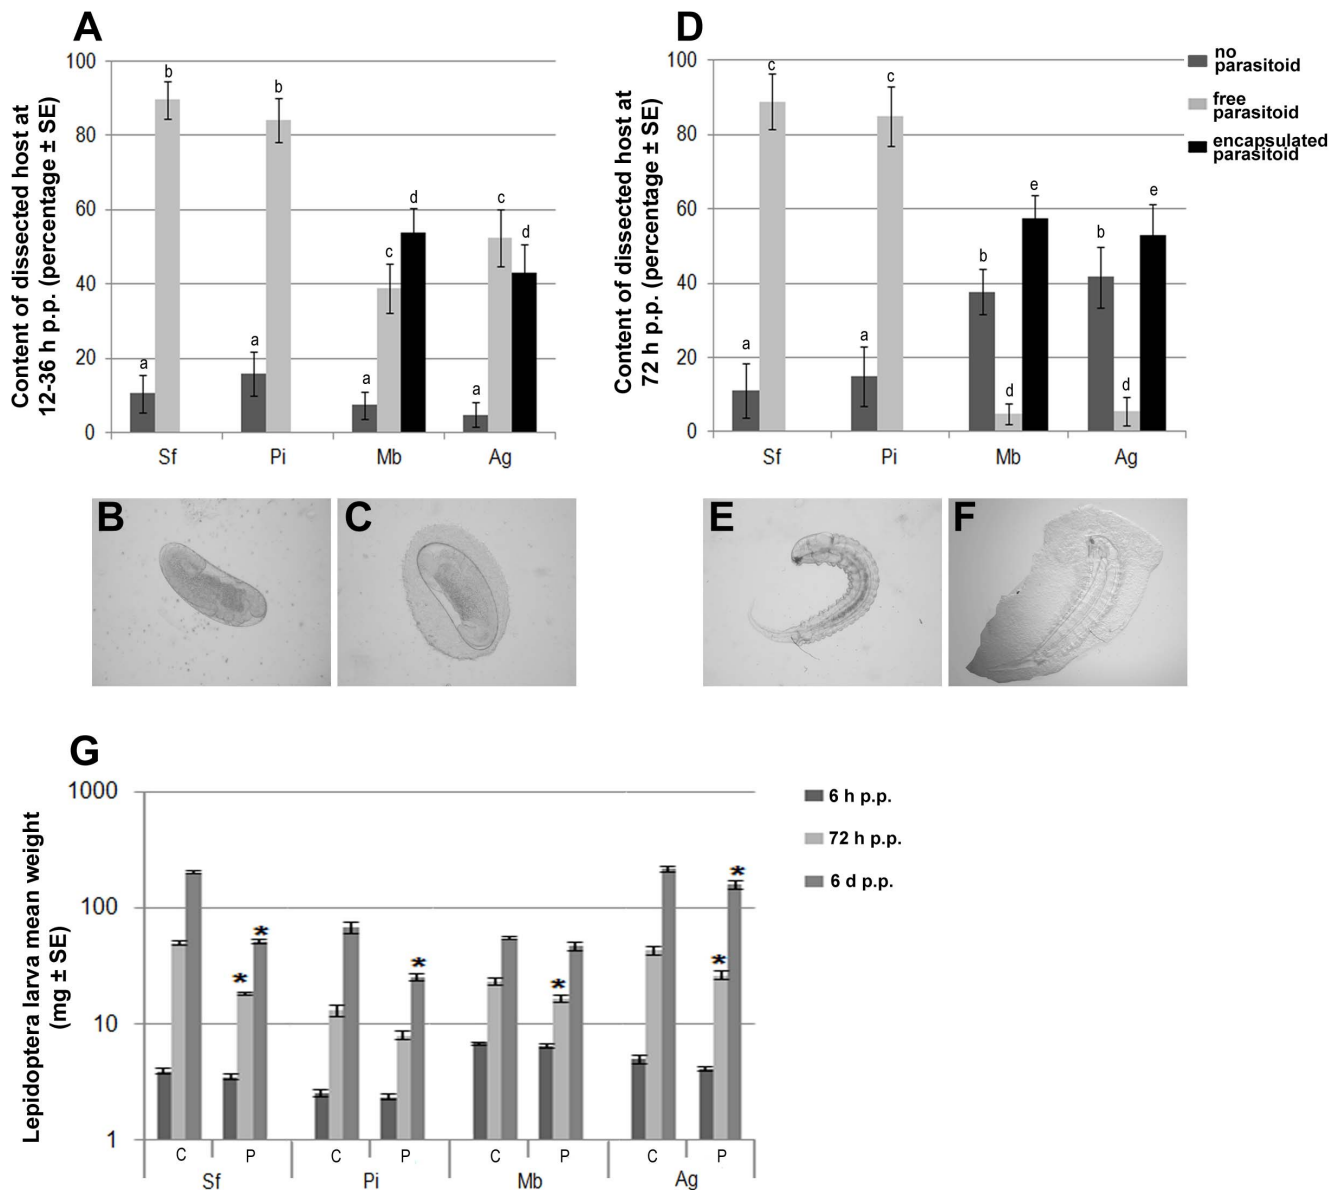 A
Content of dissected host at
12-36 h p.p. (percentage ± SE)
100
80
60
40
20
0
a
b
a
b
a
c
d
a
c
d
Sf
Pi
Mb
Ag
D
Content of dissected host at
72 h p.p. (percentage ± SE)
100
80
60
40
20
0
a
c
a
c
b
d
e
b
d
e
Sf
Pi
Mb
Ag
no
parasitoid
free
parasitoid
encapsulated
parasitoid
B
C
E
F
G
Lepidoptera larva mean weight
(mg ± SE)
1000
100
10
1
*
*
*
*
*
*
C
P
C
P
C
P
C
P
Sf
Pi
Mb
Ag
6 h p.p.
72 h p.p.
6 d p.p.